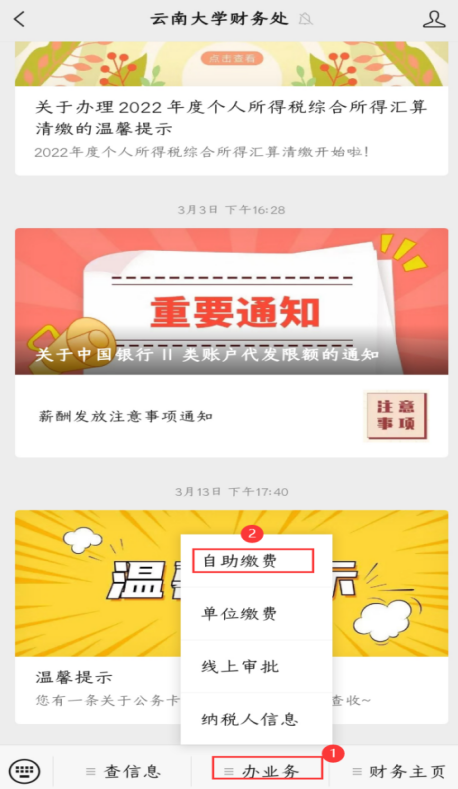 云南大学财务处
点击查看
关于办理2022年度个人所得税综合所得汇算
清缴的温馨提示
2022年度个人所得税综合所得汇算清缴开始啦！
3月3日 下午16:28
重要通知
关于中国银行 II 类账户代发限额的通知
薪酬发放注意事项通知
注意
事项
3月13日 下午17:40
温
示
2
自助缴费
单位缴费
线上审批
纳税人信息
温馨提示
您有一条关于公务卡
查收~
1
查信息
办业务
财务主页